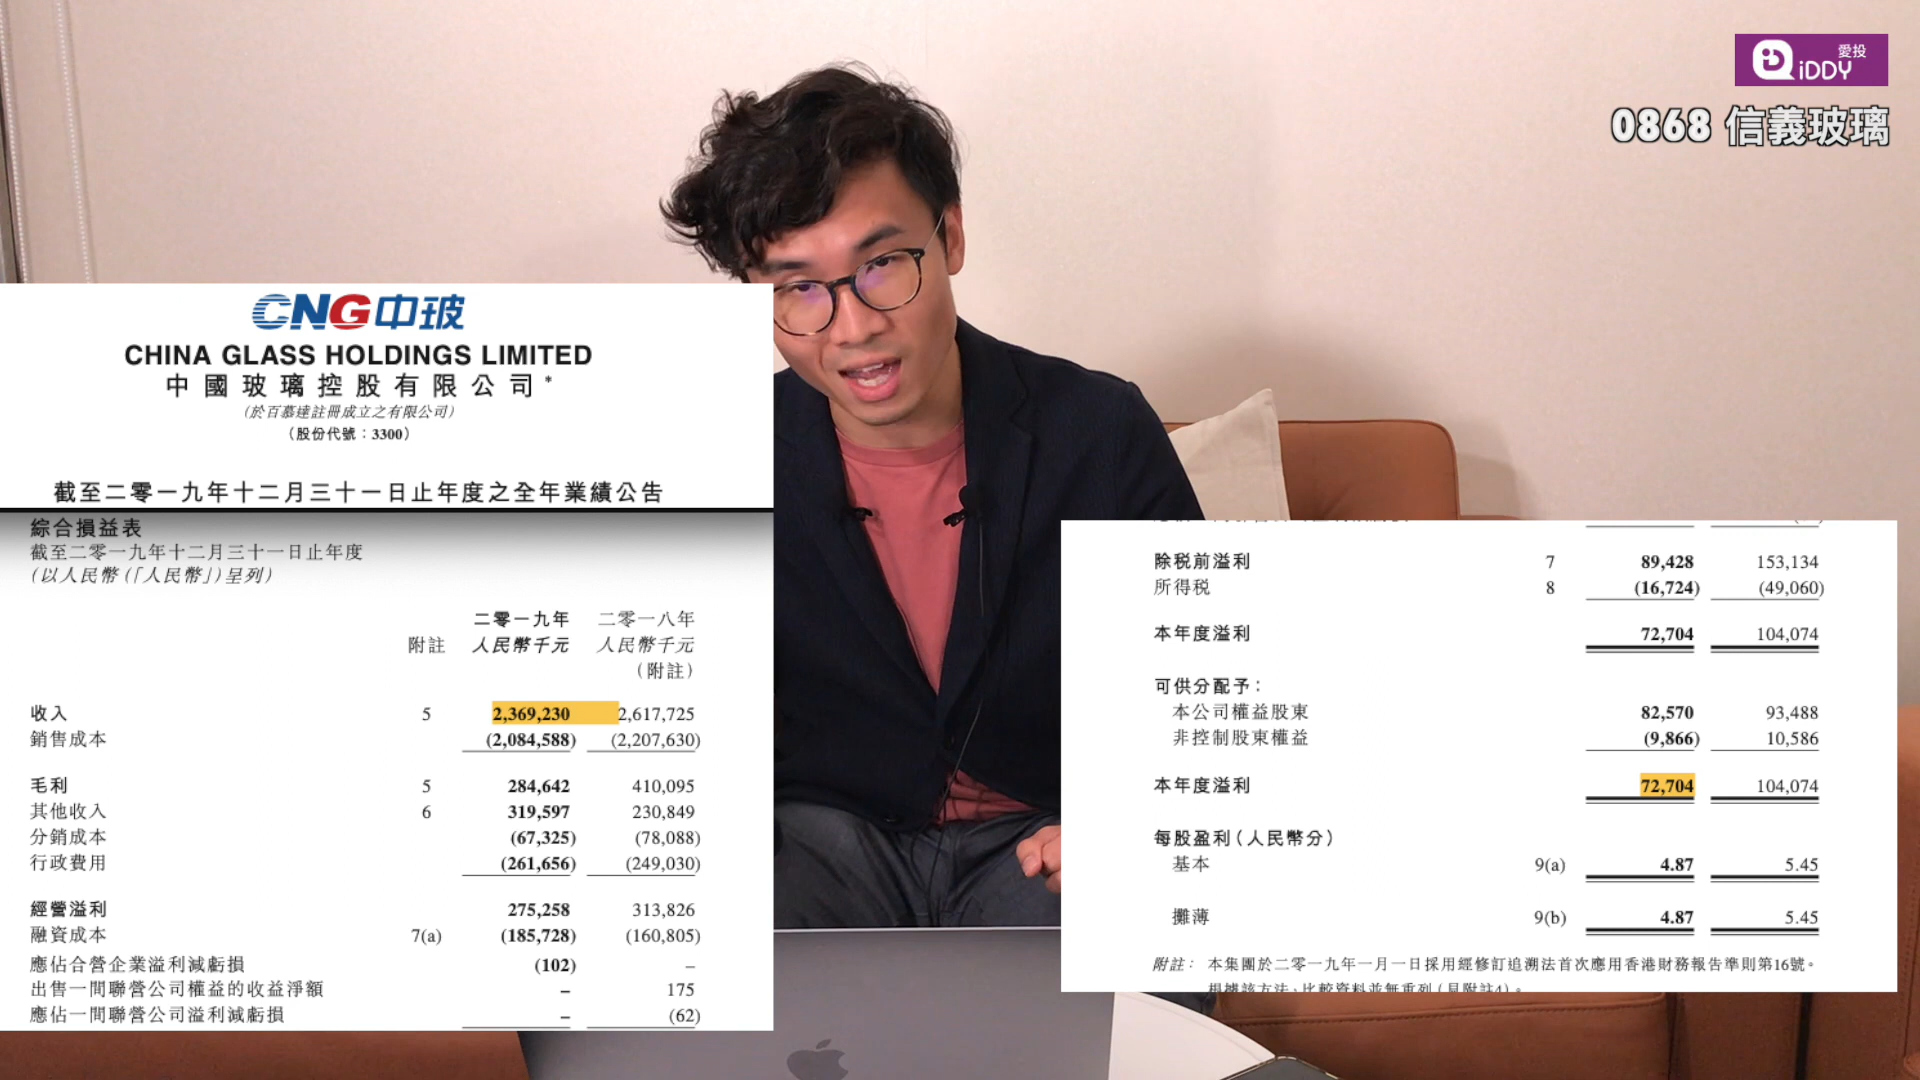 愛投
iDDY
0868 信義玻璃
CNG中玻
CHINA GLASS HOLDINGS LIMITED
中國玻璃控股有限公司*
(於百慕達註冊成立之有限公司)
(股份代號：3300)
截至二零一九年十二月三十一日止年度之全年業績公告
綜合損益表
截至二零一九年十二月三十一日止年度
(以人民幣(「人民幣」)呈列)
二零一九年 二零一八年
附註 人民幣千元 人民幣千元
(附註)
收入 5 2,369,230 2,617,725
銷售成本 (2,084,588) (2,207,630)
毛利 5 284,642 410,095
其他收入 6 319,597 230,849
分銷成本 (67,325) (78,088)
行政費用 (261,656) (249,030)
經營溢利 275,258 313,826
融資成本 7(a) (185,728) (160,805)
應佔合營企業溢利減虧損 (102) –
出售一間聯營公司權益的收益淨額 – 175
應佔一間聯營公司溢利減虧損 – (62)
除稅前溢利 7 89,428 153,134
所得稅 8 (16,724) (49,060)
本年度溢利 72,704 104,074
可供分配予：
本公司權益股東 82,570 93,488
非控制股東權益 (9,866) 10,586
本年度溢利 72,704 104,074
每股盈利(人民幣分)
基本 9(a) 4.87 5.45
攤薄 9(b) 4.87 5.45
附註： 本集團於二零一九年一月一日採用經修訂追溯法首次應用香港財務報告準則第16號。
根據該方法，比較資料並無重列(見附註4)。